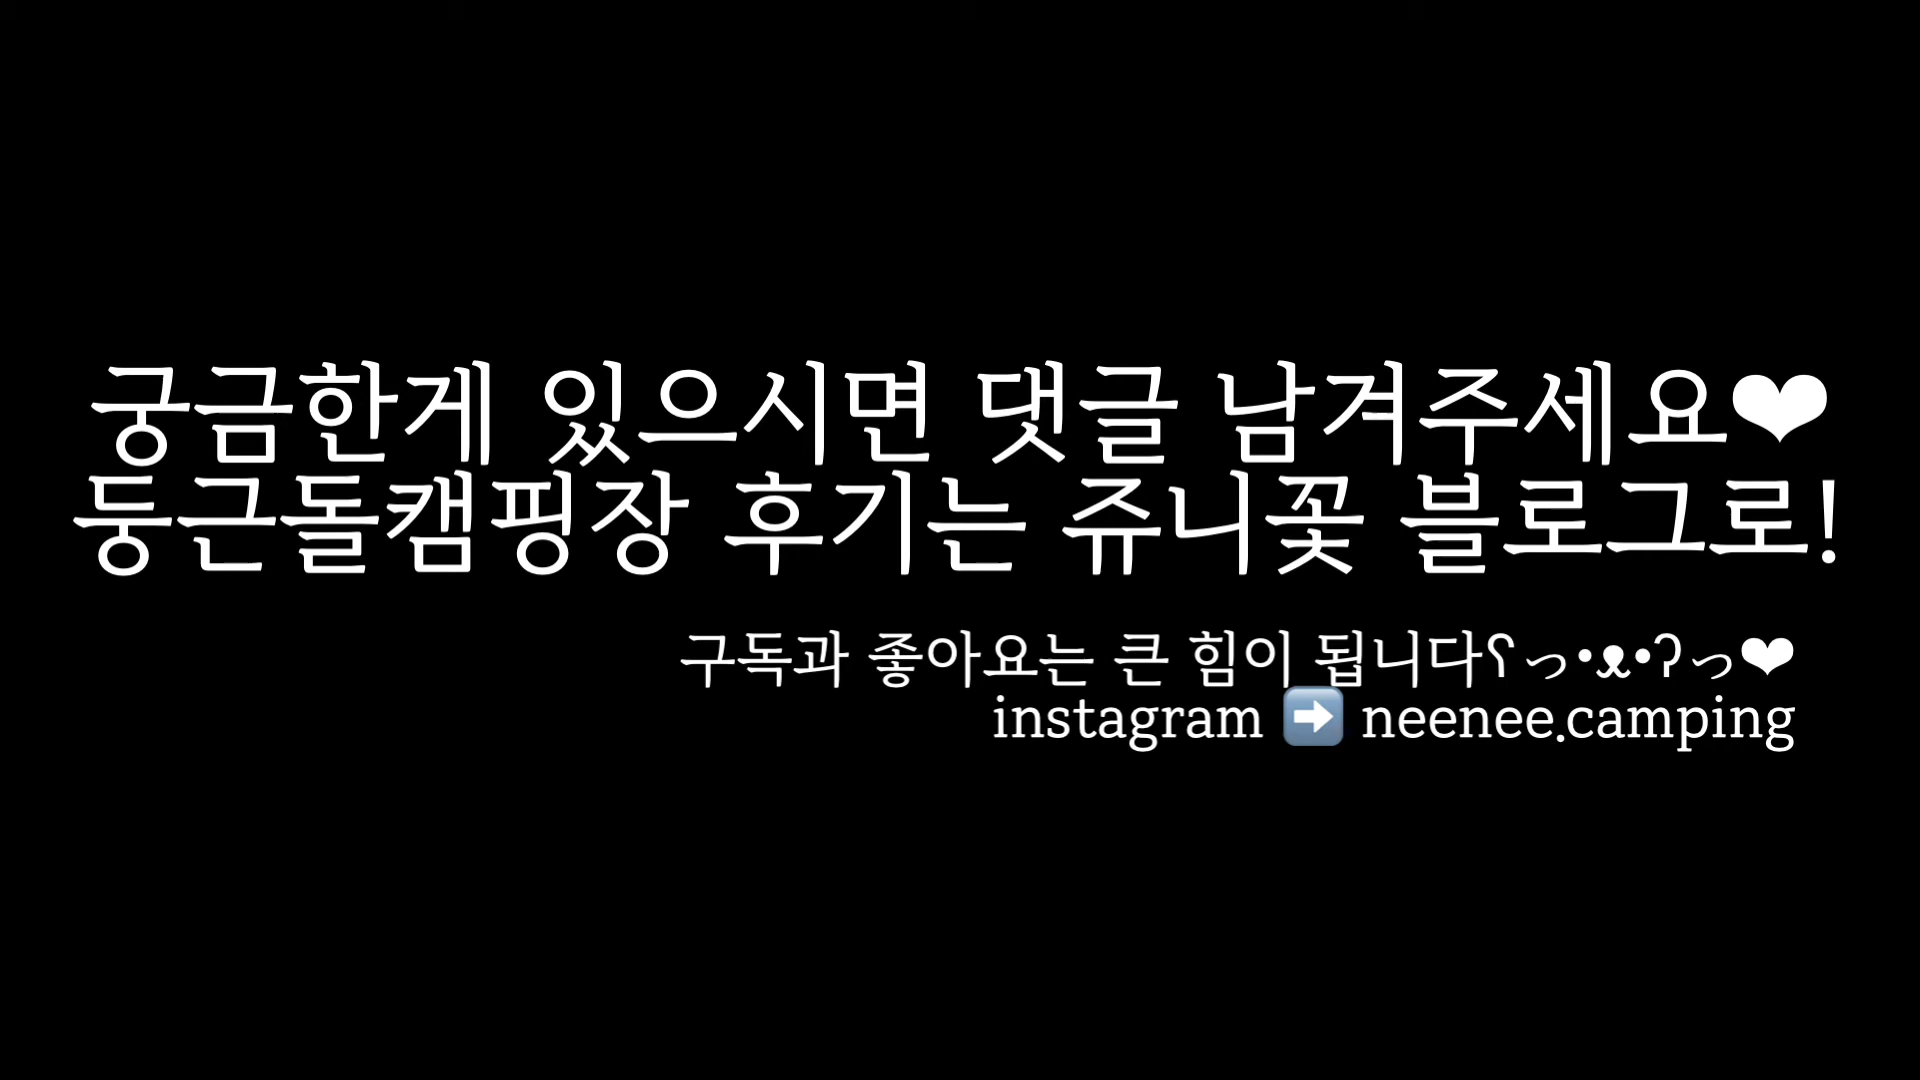 궁금한게 있으시면 댓글 남겨주세요❤
둥근돌캠핑장 후기는 쥬니꽃 블로그로!
구독과 좋아요는 큰 힘이 됩니다ʕっ•ᴥ•ʔっ❤
instagram ➡️ neenee.camping